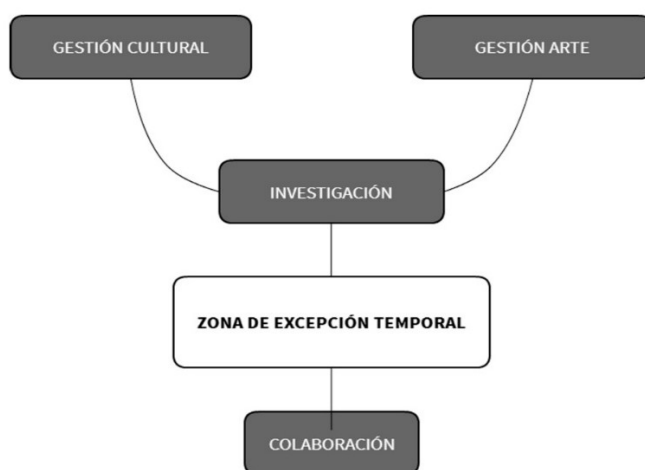 GESTIÓN CULTURAL
GESTIÓN ARTE
INVESTIGACIÓN
ZONA DE EXCEPCIÓN TEMPORAL
COLABORACIÓN